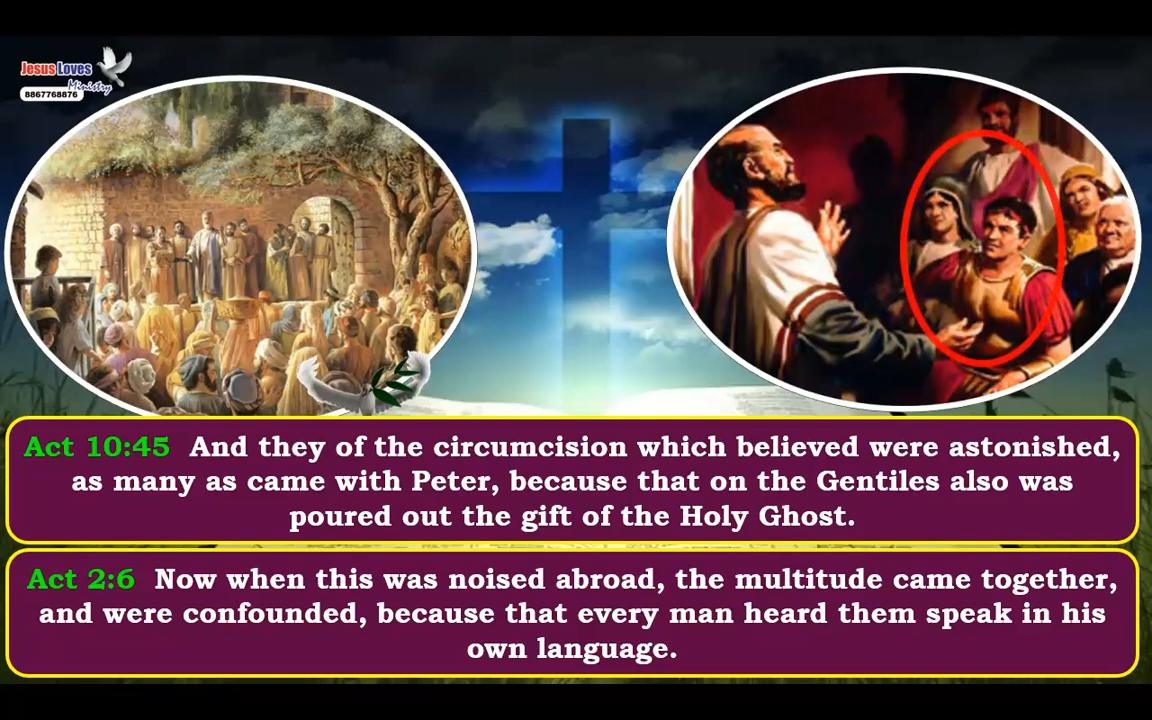 Jesus Loves
Ministry
8867768876
Act 10:45 And they of the circumcision which believed were astonished,
as many as came with Peter, because that on the Gentiles also was
poured out the gift of the Holy Ghost.
Act 2:6 Now when this was noised abroad, the multitude came together,
and were confounded, because that every man heard them speak in his
own language.